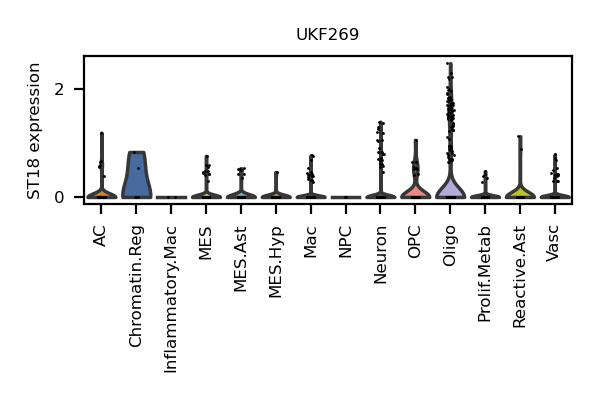 UKF269
ST18 expression
2
0
AC
Chromatin.Reg
Inflammatory.Mac
MES
MES.Ast
MES.Hyp
Mac
NPC
Neuron
OPC
Oligo
Prolif.Metab
Reactive.Ast
Vasc